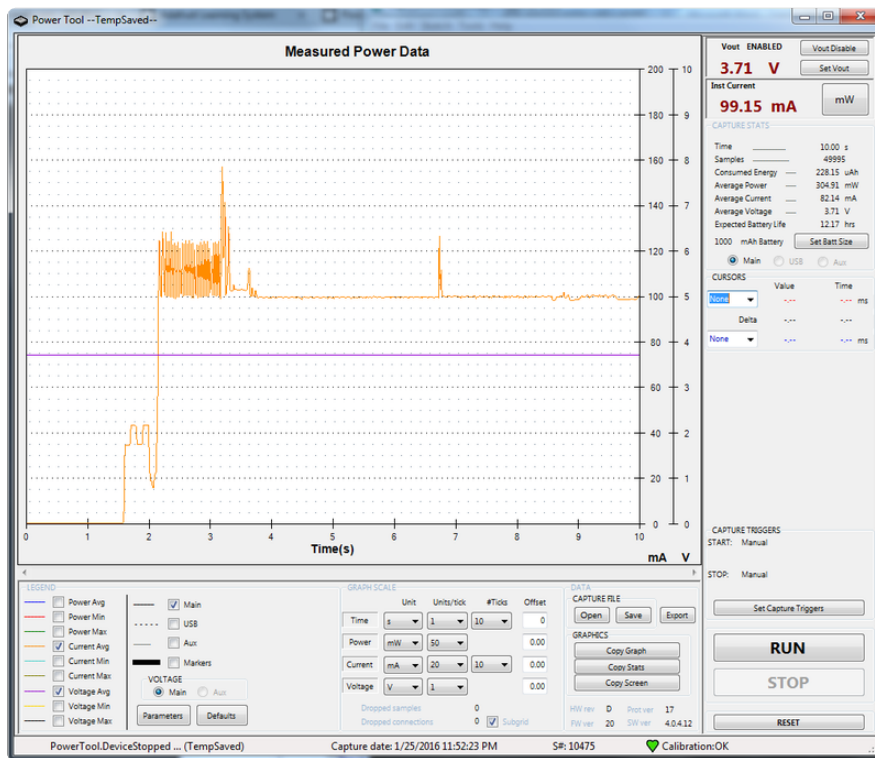 Power Tool --TempSaved--
Measured Power Data
200 10
180 9
160 8
140 7
120 6
100 5
80 4
60 3
40 2
20 1
0 0
0 1 2 3 4 5 6 7 8 9 10
Time(s)
mA V
Vout ENABLED
3.71 V
Vout Disable
Set Vout
Inst Current
99.15 mA
mW
CAPTURE STATS
Time 10.00 s
Samples 49995
Consumed Energy 228.15 uAh
Average Power 304.91 mW
Average Current 82.14 mA
Average Voltage 3.71 V
Expected Battery Life 12.17 hrs
1000 mAh Battery Set Batt Size
Main USB Aux
CURSORS
Value Time
None -.-- -.-- ms
Delta -.-- -.--
None -.-- -.-- ms
CAPTURE TRIGGERS
START: Manual
STOP: Manual
Set Capture Triggers
RUN
STOP
RESET
LEGEND
Power Avg
Power Min
Power Max
Current Avg
Current Min
Current Max
Voltage Avg
Voltage Min
Voltage Max
Main
USB
Aux
Markers
VOLTAGE
Main Aux
Parameters Defaults
GRAPH SCALE
Unit Units/tick #Ticks Offset
Time s 1 10 0
Power mW 50 0.00
Current mA 20 10 0.00
Voltage V 1 0.00
Dropped samples 0
Dropped connections 0 Subgrid
DATA
CAPTURE FILE
Open Save Export
GRAPHICS
Copy Graph
Copy Stats
Copy Screen
HW rev D Prot ver 17
FW ver 20 SW ver 4.0.4.12
PowerTool.DeviceStopped ... (TempSaved) Capture date: 1/25/2016 11:52:23 PM S#: 10475 Calibration:OK